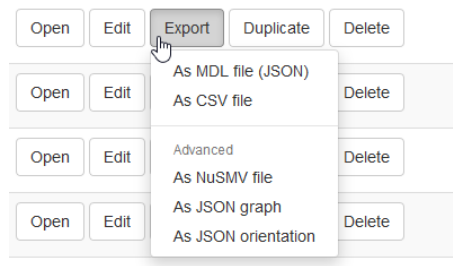 Open Edit Export Duplicate Delete
As MDL file (JSON)
Open Edit Delete
As CSV file
Advanced
Open Edit Delete
As NuSMV file
As JSON graph
Open Edit Delete
As JSON orientation